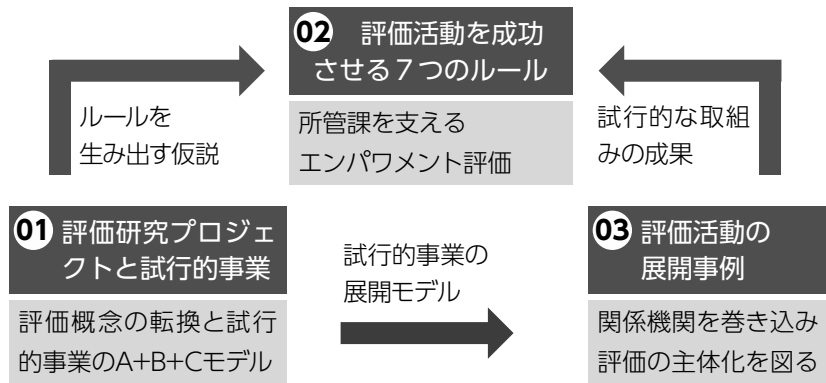 02 評価活動を成功
させる7つのルール
所管課を支える
エンパワメント評価
ルールを
生み出す仮説
試行的な取組
みの成果
01 評価研究プロジェ
クトと試行的事業
評価概念の転換と試行
的事業のA+B+Cモデル
試行的事業の
展開モデル
03 評価活動の
展開事例
関係機関を巻き込み
評価の主体化を図る